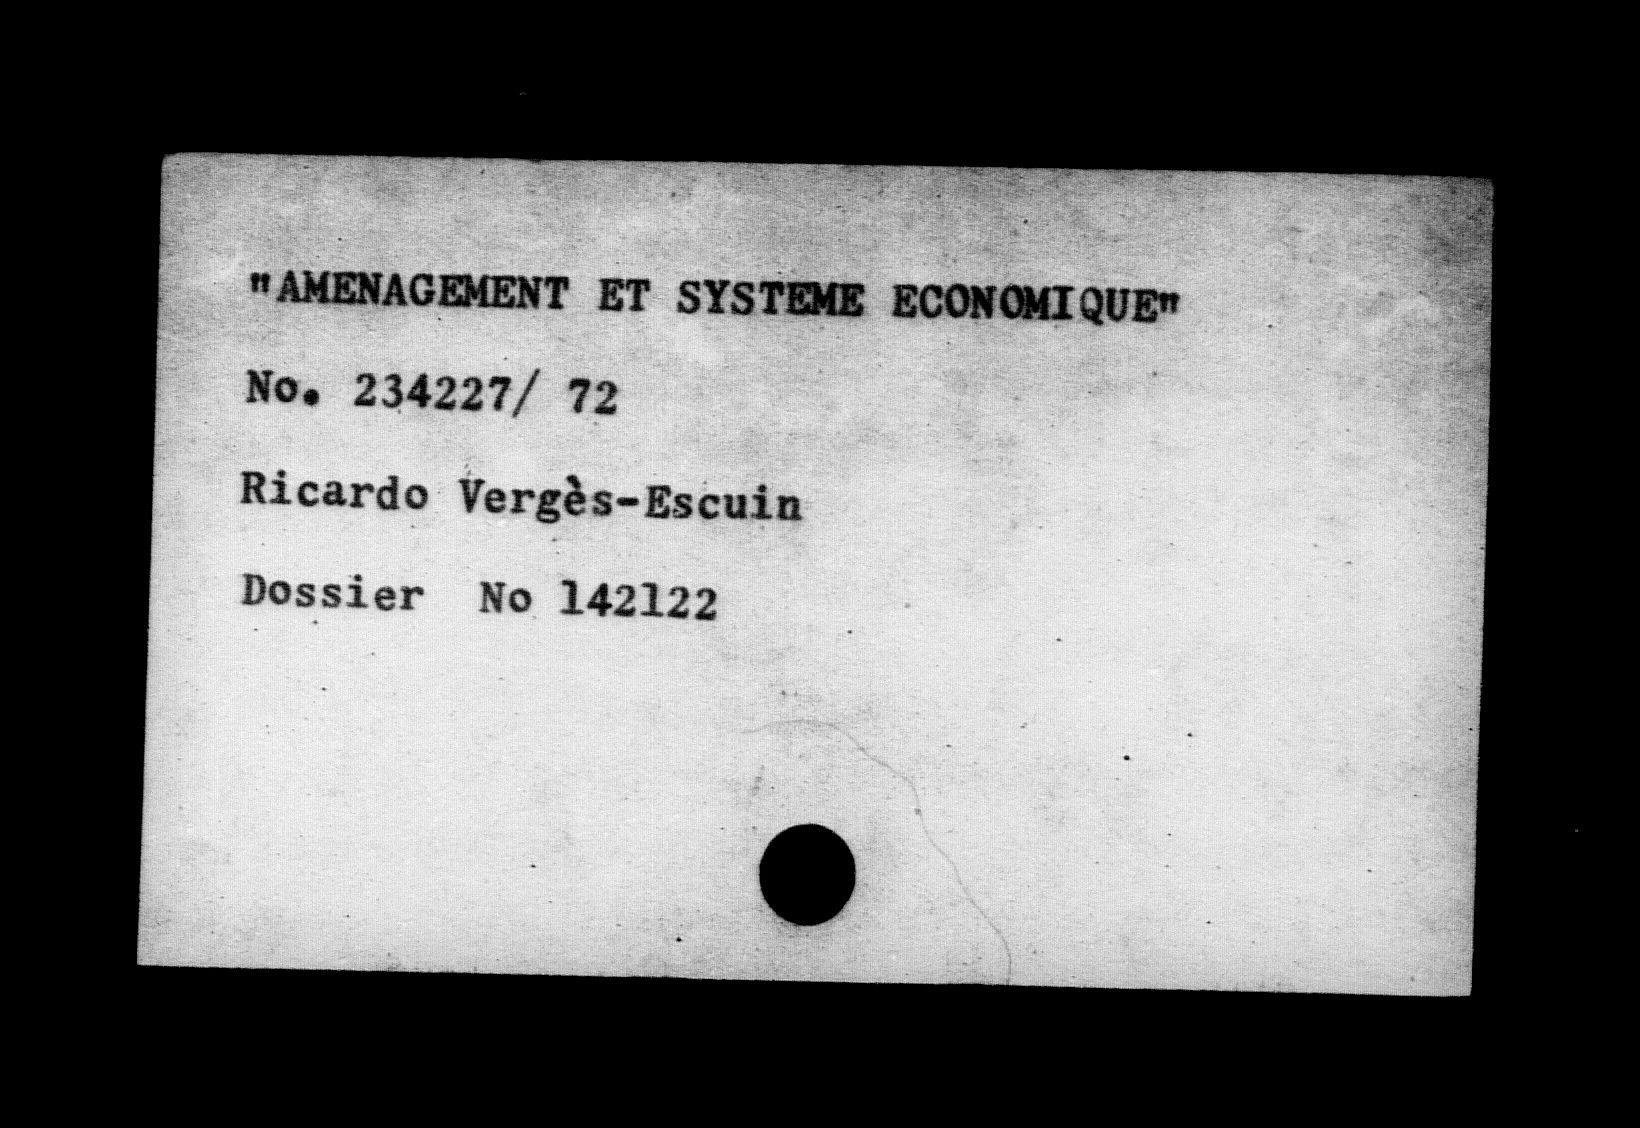 "AMENAGEMENT ET SYSTEME ECONOMIQUE"
No. 234227/ 72
Ricardo Vergès-Escuin
Dossier No 142122